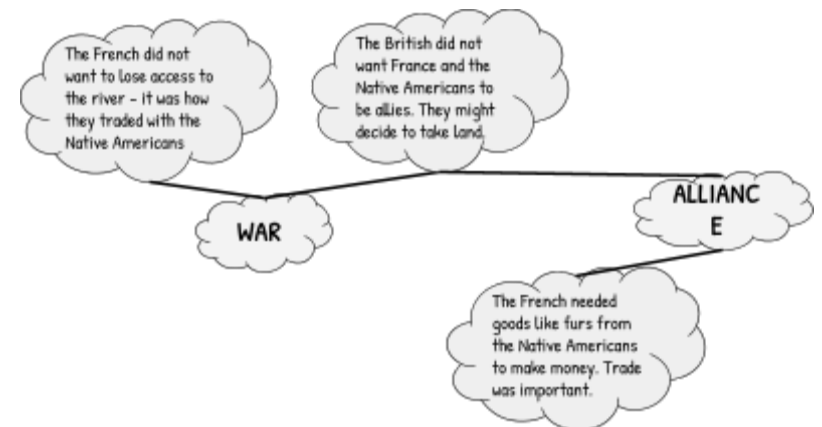 The French did not
want to lose access to
the river - it was how
they traded with the
Native Americans
The British did not
want France and the
Native Americans to
be allies. They might
decide to take land.
WAR
ALLIANC
E
The French needed
goods like furs from
the Native Americans
to make money. Trade
was important.